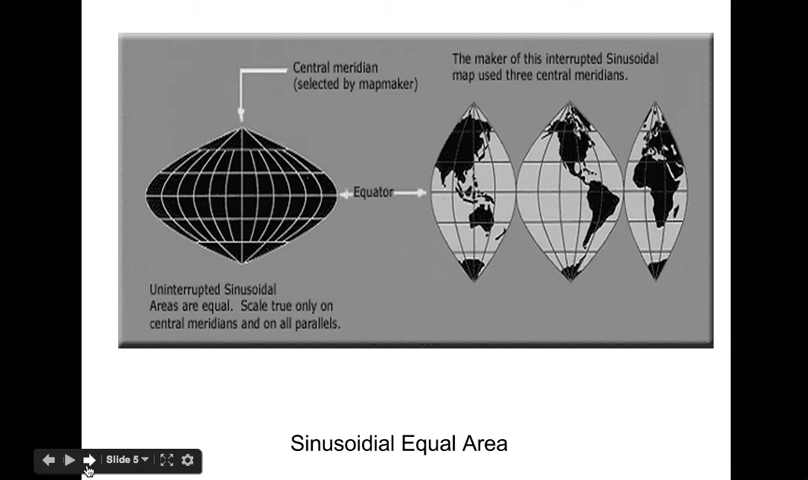 Central meridian
(selected by mapmaker)
The maker of this interrupted Sinusoidal
map used three central meridians.
Equator
Uninterrupted Sinusoidal
Areas are equal. Scale true only on
central meridians and on all parallels.
Sinusoidial Equal Area
Slide 5